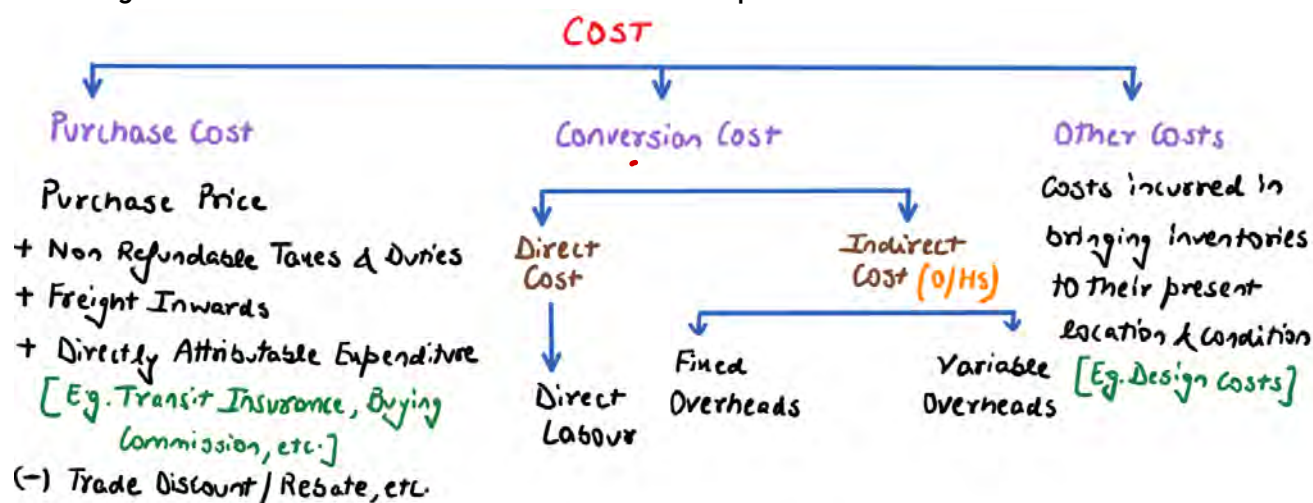 COST
Purchase Cost
Purchase Price
+ Non Refundable Taxes & Duties
+ Freight Inwards
+ Directly Attributable Expenditure
[Eg. Transit Insurance, Buying
Commission, etc.]
(-) Trade Discount / Rebate, etc.
Conversion Cost
Direct
Cost
Direct
Labour
Indirect
Cost (O/Hs)
Fixed
Overheads
Variable
Overheads
Other Costs
Costs incurred in
bringing inventories
to their present
location & condition
[Eg. Design Costs]